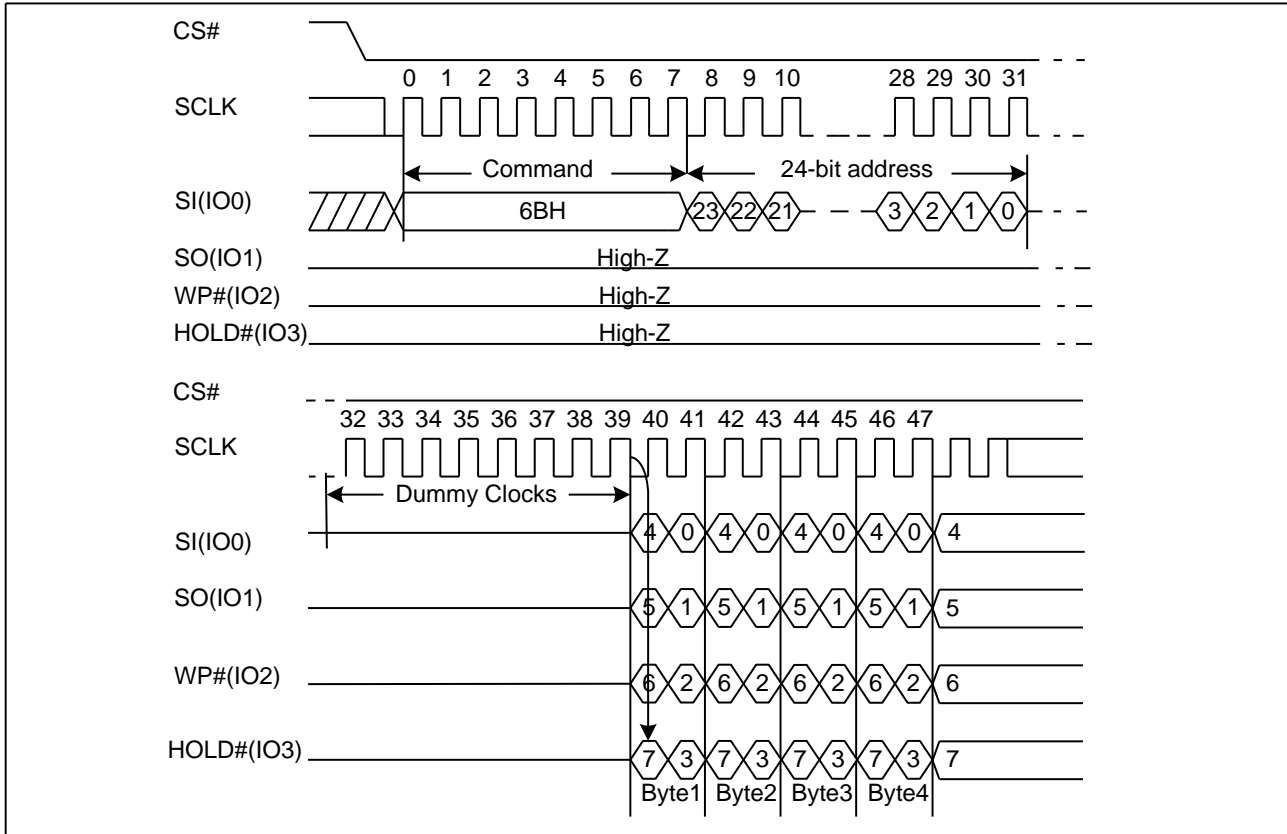 CS#
0 1 2 3 4 5 6 7 8 9 10 28 29 30 31
SCLK
Command 24-bit address
SI(IO0) 6BH 23 22 21 3 2 1 0
SO(IO1) High-Z
WP#(IO2) High-Z
HOLD#(IO3) High-Z
CS#
32 33 34 35 36 37 38 39 40 41 42 43 44 45 46 47
SCLK
Dummy Clocks
SI(IO0) 4 0 4 0 4 0 4 0 4
SO(IO1) 5 1 5 1 5 1 5 1 5
WP#(IO2) 6 2 6 2 6 2 6 2 6
HOLD#(IO3) 7 3 7 3 7 3 7 3 7
Byte1 Byte2 Byte3 Byte4